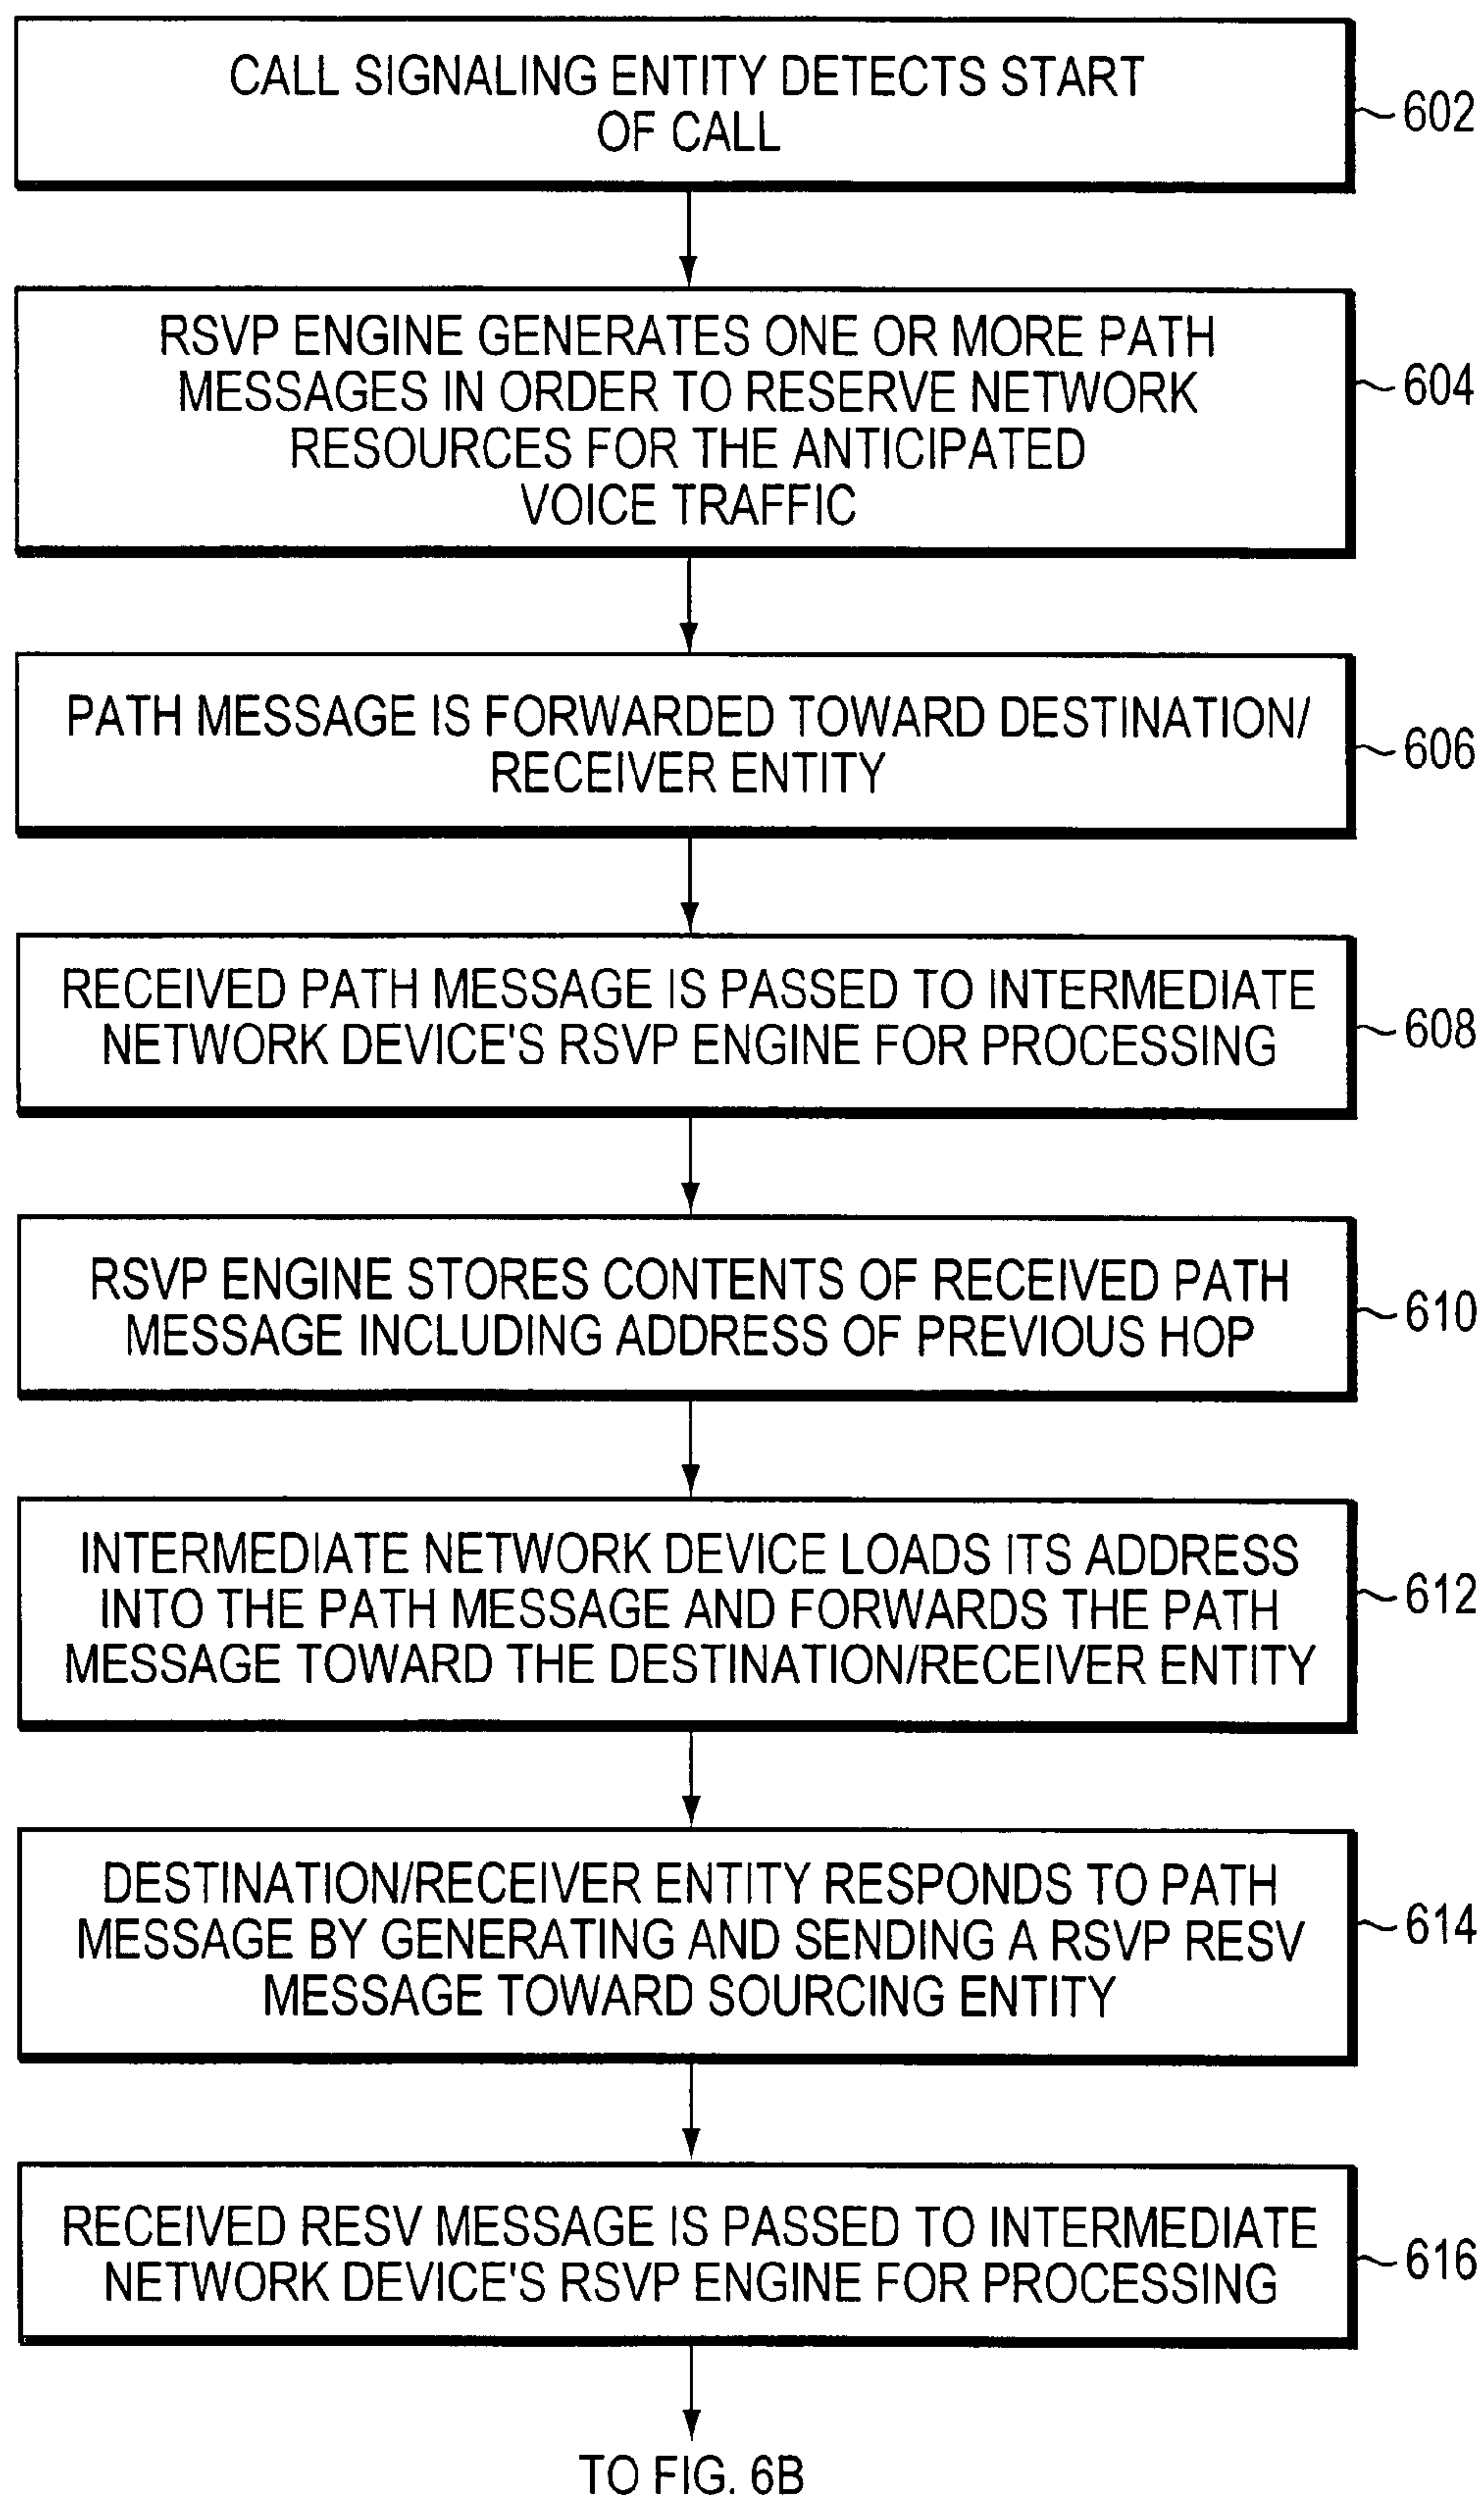 CALL SIGNALING ENTITY DETECTS START
OF CALL
602
RSVP ENGINE GENERATES ONE OR MORE PATH
MESSAGES IN ORDER TO RESERVE NETWORK
RESOURCES FOR THE ANTICIPATED
VOICE TRAFFIC
604
PATH MESSAGE IS FORWARDED TOWARD DESTINATION/
RECEIVER ENTITY
606
RECEIVED PATH MESSAGE IS PASSED TO INTERMEDIATE
NETWORK DEVICE'S RSVP ENGINE FOR PROCESSING
608
RSVP ENGINE STORES CONTENTS OF RECEIVED PATH
MESSAGE INCLUDING ADDRESS OF PREVIOUS HOP
610
INTERMEDIATE NETWORK DEVICE LOADS ITS ADDRESS
INTO THE PATH MESSAGE AND FORWARDS THE PATH
MESSAGE TOWARD THE DESTINATION/RECEIVER ENTITY
612
DESTINATION/RECEIVER ENTITY RESPONDS TO PATH
MESSAGE BY GENERATING AND SENDING A RSVP RESV
MESSAGE TOWARD SOURCING ENTITY
614
RECEIVED RESV MESSAGE IS PASSED TO INTERMEDIATE
NETWORK DEVICE'S RSVP ENGINE FOR PROCESSING
616
TO FIG. 6B